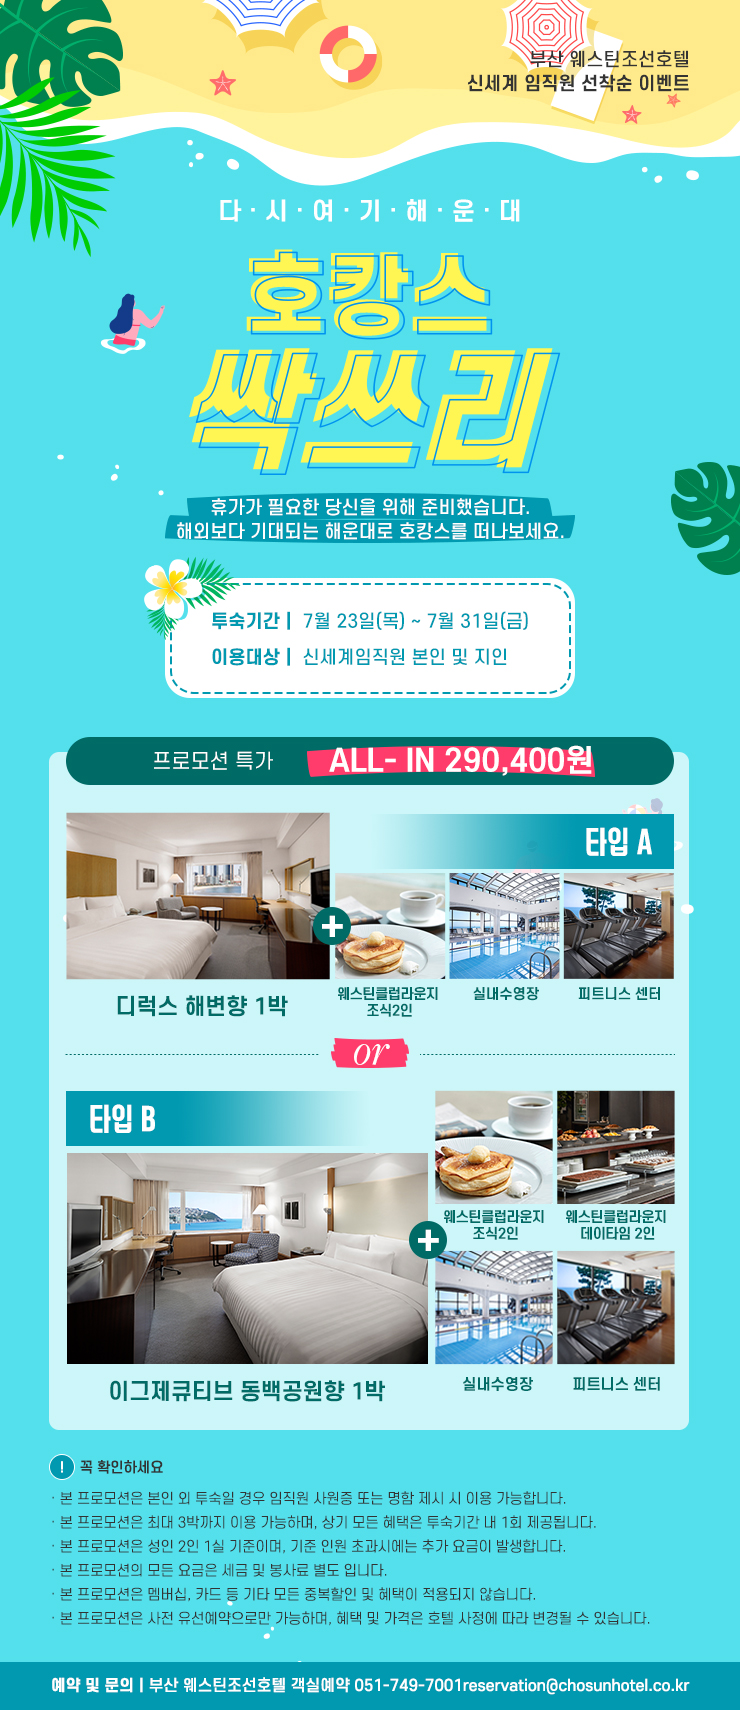 부산 웨스틴조선호텔
신세계 임직원 선착순 이벤트
다·시·여·기·해·운·대
호캉스
싹쓰리
휴가가 필요한 당신을 위해 준비했습니다.
해외보다 기대되는 해운대로 호캉스를 떠나보세요.
투숙기간 | 7월 23일(목) ~ 7월 31일(금)
이용대상 | 신세계임직원 본인 및 지인
프로모션 특가 ALL- IN 290,400원
타입 A
디럭스 해변향 1박
웨스틴클럽라운지
조식2인
실내수영장
피트니스 센터
or
타입 B
웨스틴클럽라운지
조식2인
웨스틴클럽라운지
데이타임 2인
이그제큐티브 동백공원향 1박
실내수영장
피트니스 센터
! 꼭 확인하세요
· 본 프로모션은 본인 외 투숙일 경우 임직원 사원증 또는 명함 제시 시 이용 가능합니다.
· 본 프로모션은 최대 3박까지 이용 가능하며, 상기 모든 혜택은 투숙기간 내 1회 제공됩니다.
· 본 프로모션은 성인 2인 1실 기준이며, 기준 인원 초과시에는 추가 요금이 발생합니다.
· 본 프로모션의 모든 요금은 세금 및 봉사료 별도 입니다.
· 본 프로모션은 멤버십, 카드 등 기타 모든 중복할인 및 혜택이 적용되지 않습니다.
· 본 프로모션은 사전 유선예약으로만 가능하며, 혜택 및 가격은 호텔 사정에 따라 변경될 수 있습니다.
예약 및 문의 | 부산 웨스틴조선호텔 객실예약 051-749-7001reservation@chosunhotel.co.kr